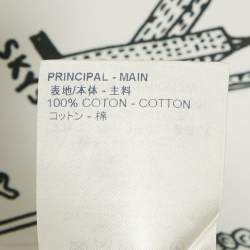 SKYS
PRINCIPAL - MAIN
表地/本体 - 主料
100% COTON - COTTON
コットン - 棉